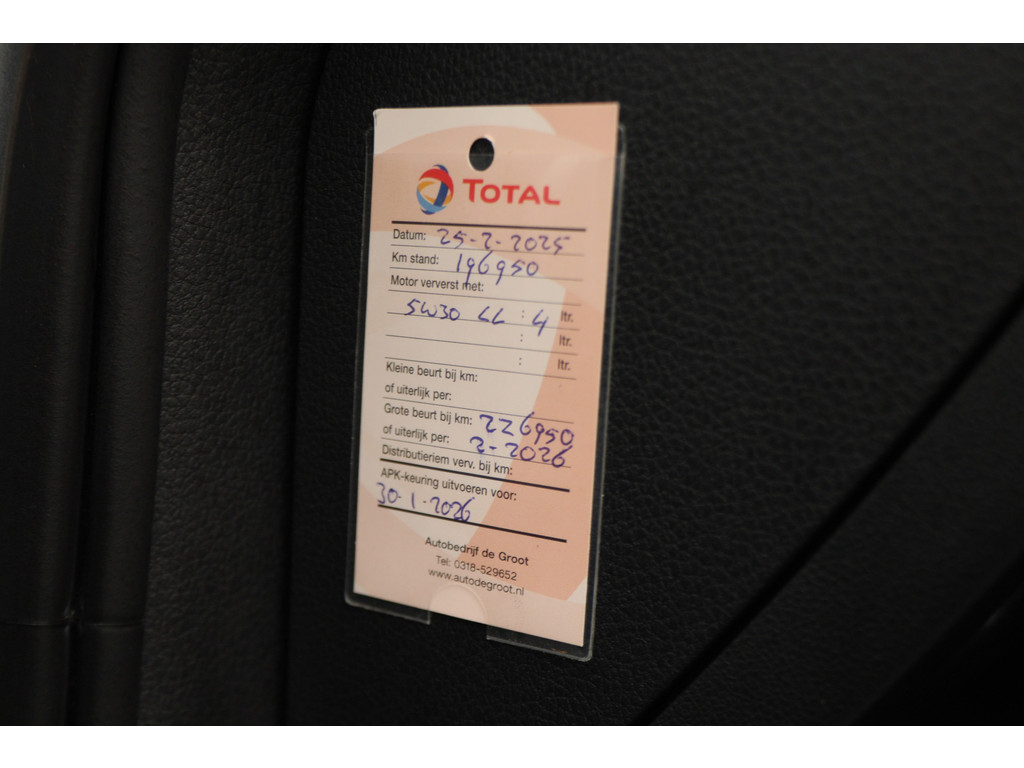 TOTAL
Datum: 25-2-2025
Km stand: 196950
Motor ververst met:
5W30 LL : 4 ltr.
: ltr.
: ltr.
Kleine beurt bij km:
of uiterlijk per:
Grote beurt bij km: 226950
of uiterlijk per: 2-2026
Distributieriem verv. bij km:
APK-keuring uitvoeren voor:
30-1-2026
Autobedrijf de Groot
Tel: 0318-529652
www.autodegroot.nl